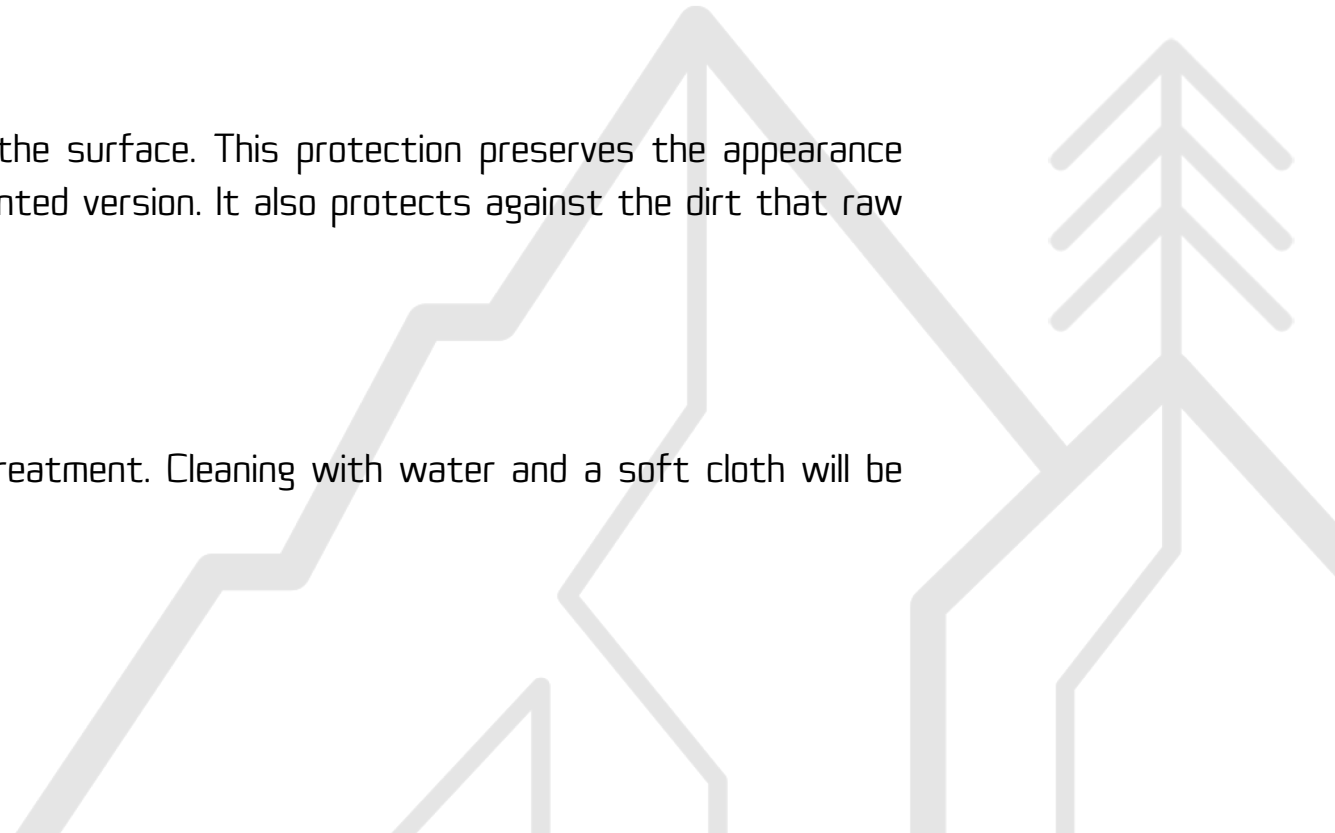 the surface. This protection preserves the appearance
nted version. It also protects against the dirt that raw
reatment. Cleaning with water and a soft cloth will be